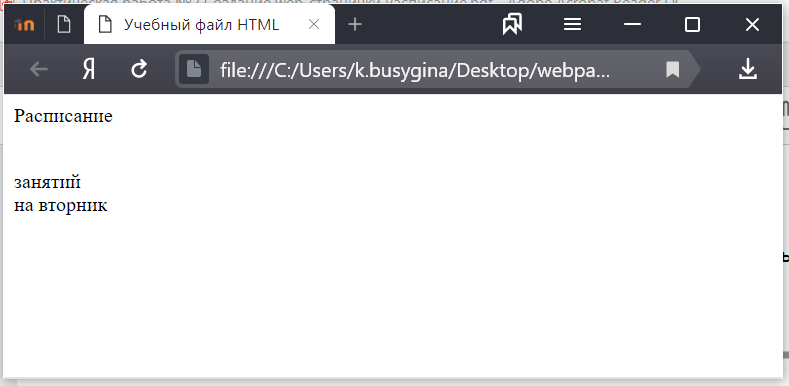 Учебный файл HTML
file:///C:/Users/k.busygina/Desktop/webpa...
Расписание
занятий
на вторник